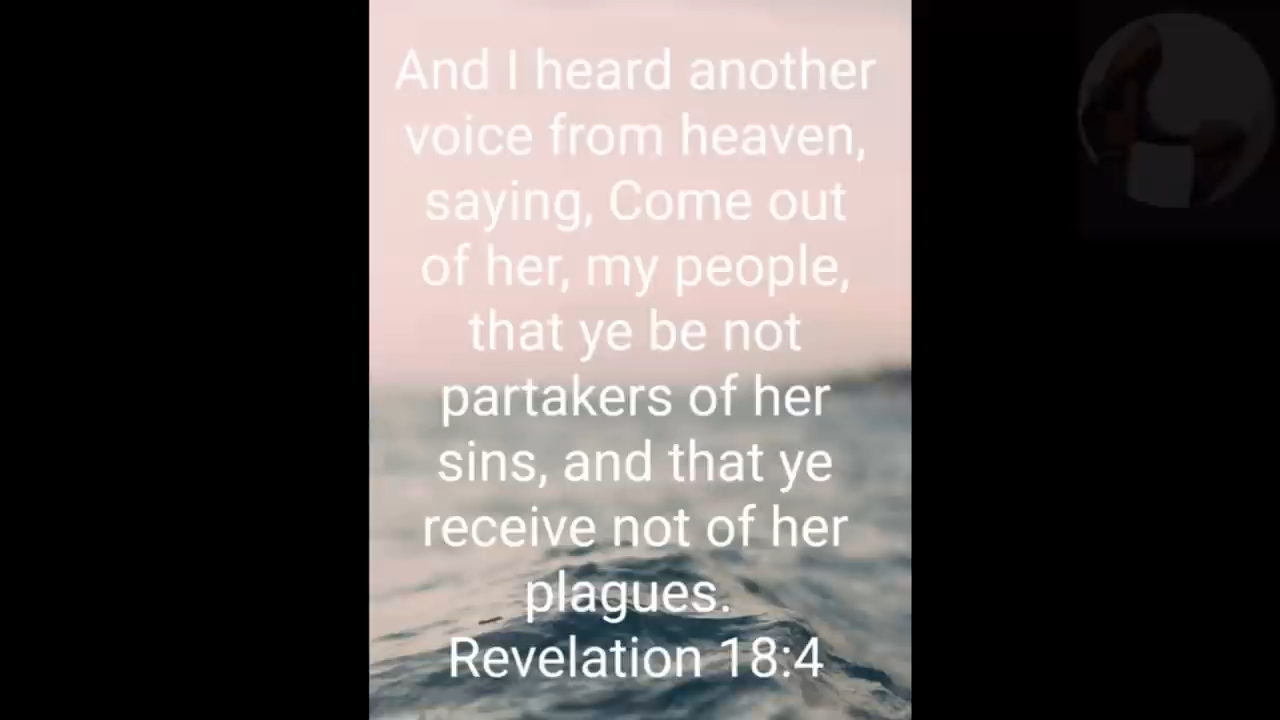 And I heard another
voice from heaven,
saying, Come out
of her, my people,
that ye be not
partakers of her
sins, and that ye
receive not of her
plagues.
Revelation 18:4